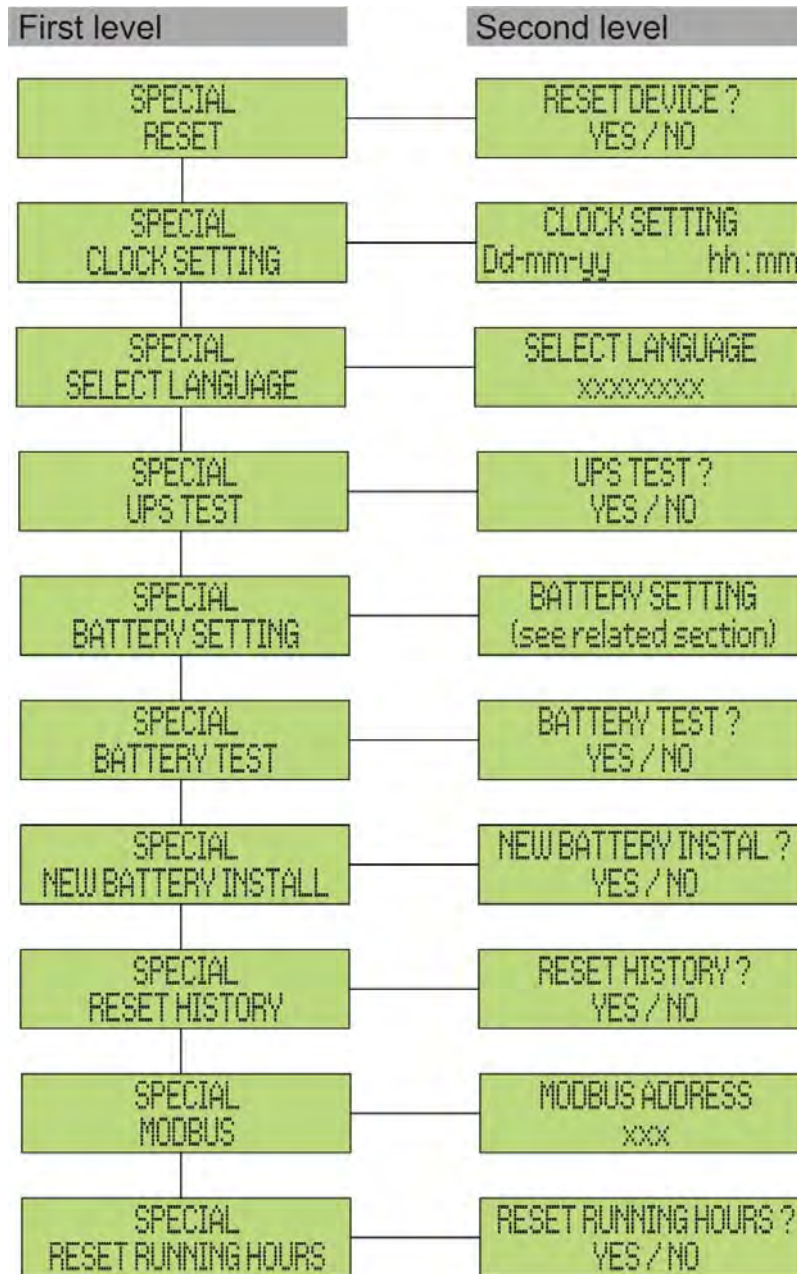 First level
Second level
SPECIAL
RESET
RESET DEVICE ?
YES / NO
SPECIAL
CLOCK SETTING
CLOCK SETTING
Dd-mm-yy hh:mm
SPECIAL
SELECT LANGUAGE
SELECT LANGUAGE
xxxxxxxx
SPECIAL
UPS TEST
UPS TEST ?
YES / NO
SPECIAL
BATTERY SETTING
BATTERY SETTING
(see related section)
SPECIAL
BATTERY TEST
BATTERY TEST ?
YES / NO
SPECIAL
NEW BATTERY INSTALL
NEW BATTERY INSTAL ?
YES / NO
SPECIAL
RESET HISTORY
RESET HISTORY ?
YES / NO
SPECIAL
MODBUS
MODBUS ADDRESS
xxx
SPECIAL
RESET RUNNING HOURS
RESET RUNNING HOURS ?
YES / NO